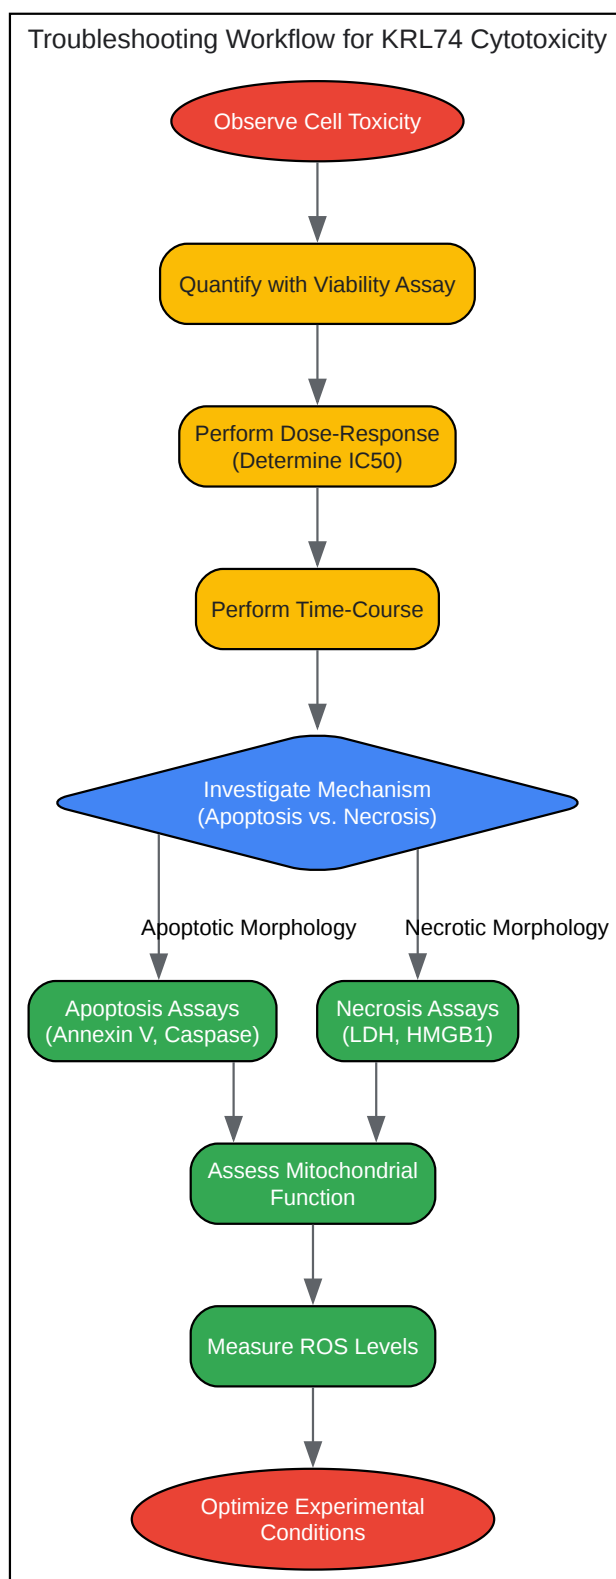 Troubleshooting Workflow for KRL74 Cytotoxicity
Observe Cell Toxicity
Quantify with Viability Assay
Perform Dose-Response
(Determine IC50)
Perform Time-Course
Investigate Mechanism
(Apoptosis vs. Necrosis)
Apoptotic Morphology
Necrotic Morphology
Apoptosis Assays
(Annexin V, Caspase)
Necrosis Assays
(LDH, HMGB1)
Assess Mitochondrial
Function
Measure ROS Levels
Optimize Experimental
Conditions